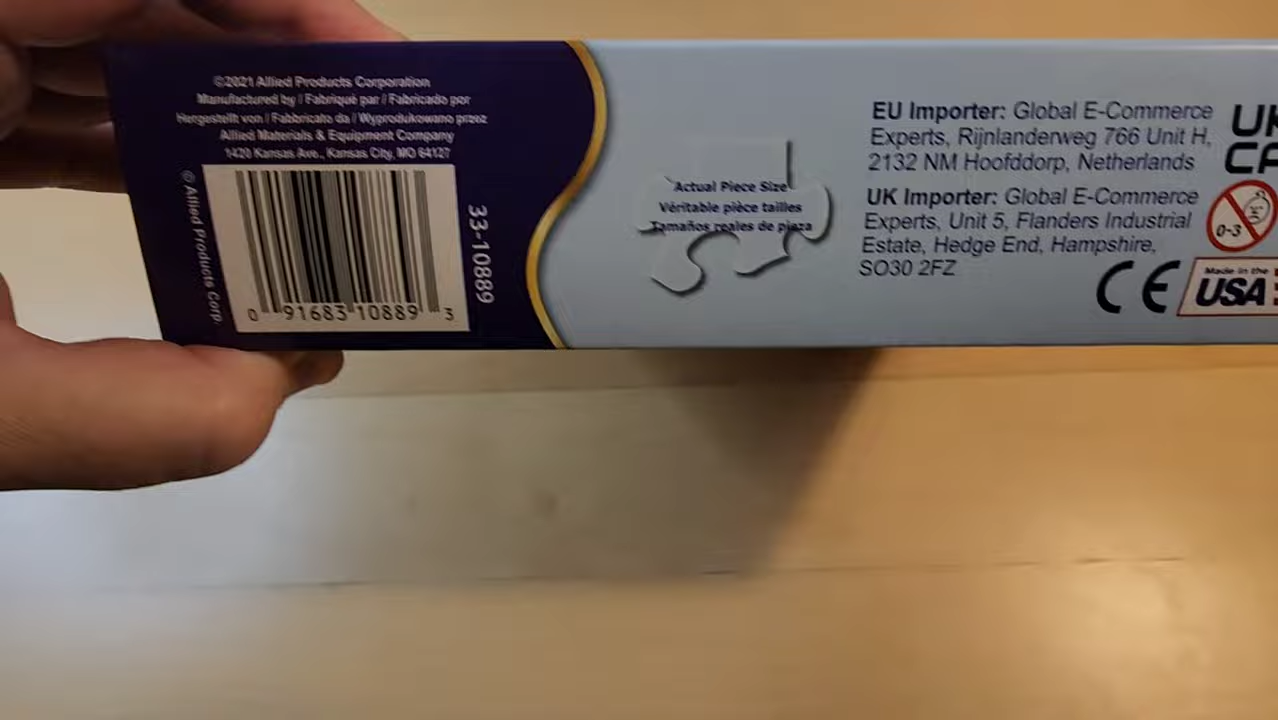 ©2021 Allied Products Corporation
Manufactured by / Fabriqué par / Fabricado por
Hergestellt von / Fabbricato da / Wyprodukowano przez
Allied Materials & Equipment Company
1420 Kansas Ave., Kansas City, MO 64127
© Allied Products Corp.
0 91683 10889 3
33-10889
Actual Piece Size
Véritable pièce tailles
Tamaños reales de pieza
EU Importer: Global E-Commerce
Experts, Rijnlanderweg 766 Unit H,
2132 NM Hoofddorp, Netherlands
UK Importer: Global E-Commerce
Experts, Unit 5, Flanders Industrial
Estate, Hedge End, Hampshire,
SO30 2FZ
UK
CA
0-3
CE
Made in the
USA